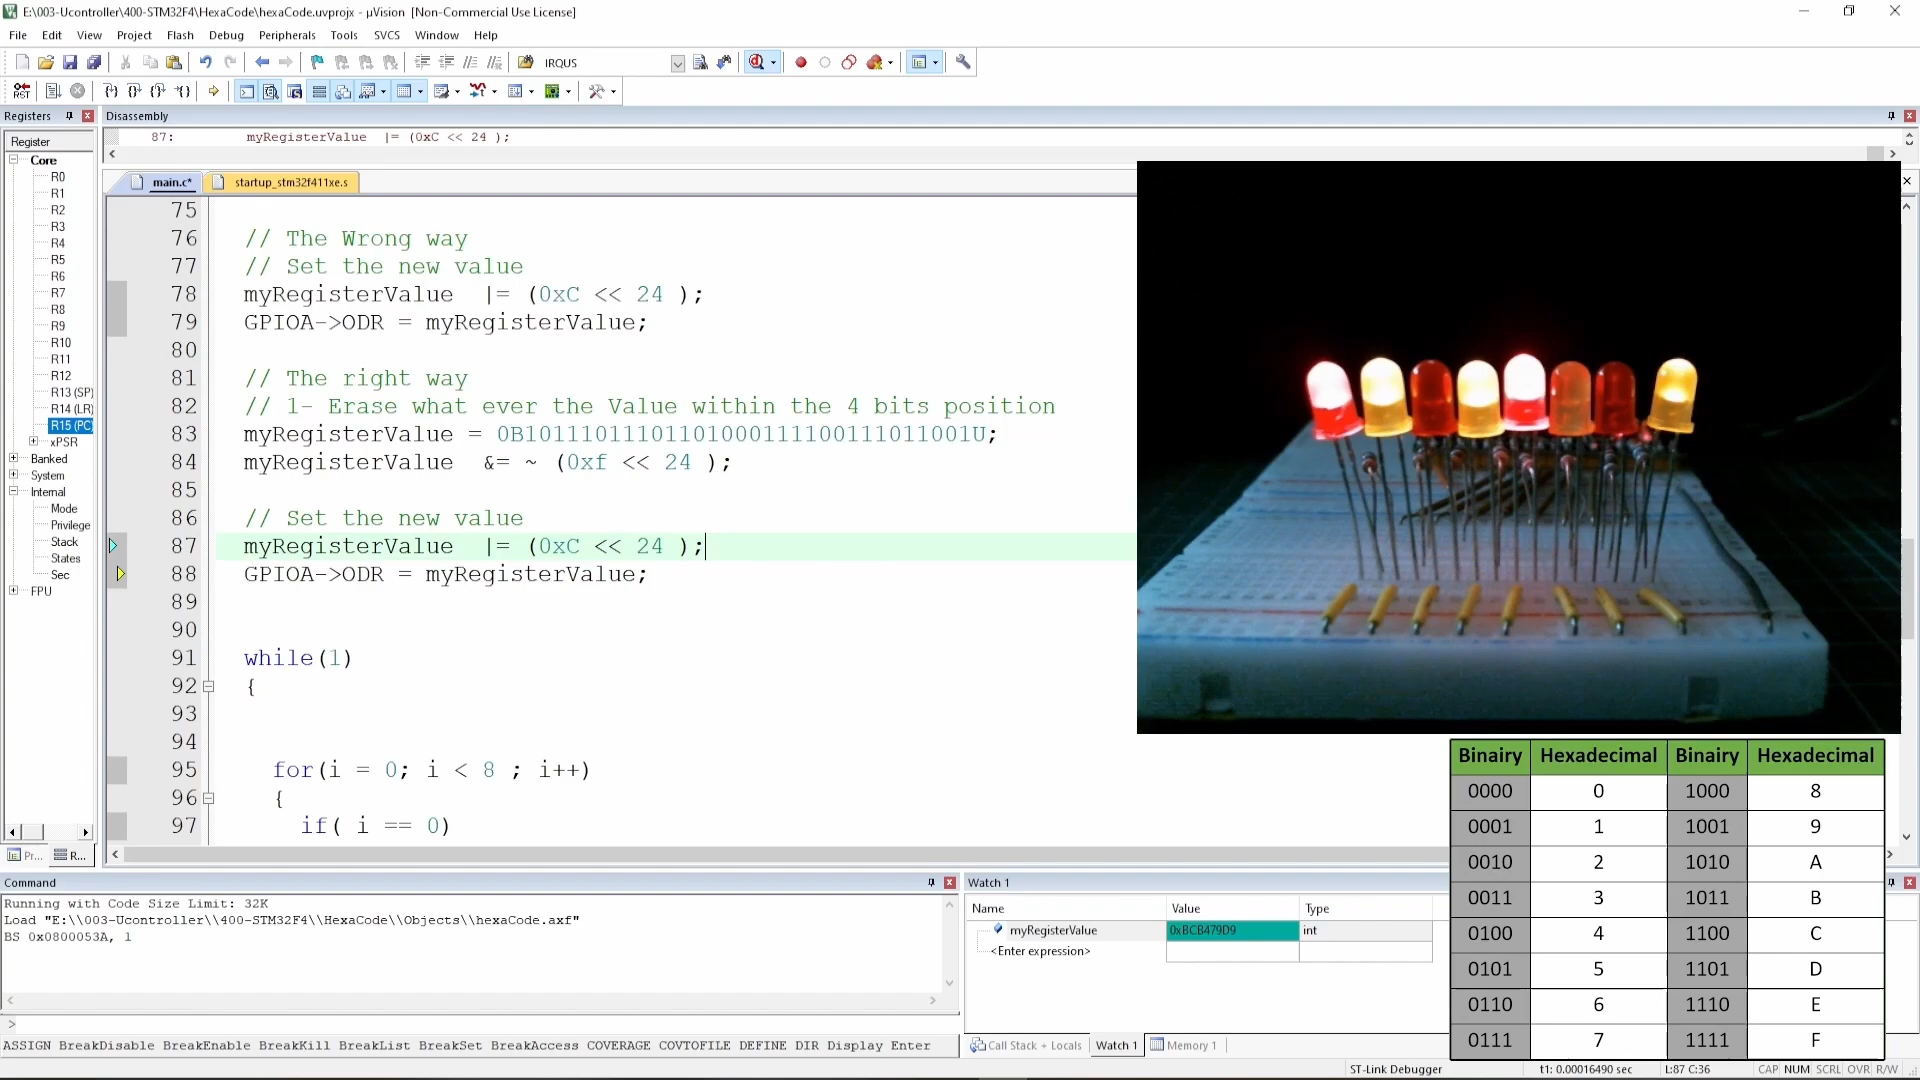 E:\003-Ucontroller\400-STM32F4\HexaCode\hexaCode.uvprojx - µVision [Non-Commercial Use License]
File Edit View Project Flash Debug Peripherals Tools SVCS Window Help
IRQUS
RST
Registers
Disassembly
Register
87: myRegisterValue |= (0xC << 24 );
Core
R0
R1
R2
R3
R4
R5
R6
R7
R8
R9
R10
R11
R12
R13 (SP)
R14 (LR)
R15 (PC)
xPSR
Banked
System
Internal
Mode
Privilege
Stack
States
Sec
FPU
Pr... R...
main.c* startup_stm32f411xe.s
75
76 // The Wrong way
77 // Set the new value
78 myRegisterValue |= (0xC << 24 );
79 GPIOA->ODR = myRegisterValue;
80
81 // The right way
82 // 1- Erase what ever the Value within the 4 bits position
83 myRegisterValue = 0B10111011101101000111100111011001U;
84 myRegisterValue &= ~ (0xf << 24 );
85
86 // Set the new value
87 myRegisterValue |= (0xC << 24 );
88 GPIOA->ODR = myRegisterValue;
89
90
91 while(1)
92 {
93
94
95 for(i = 0; i < 8 ; i++)
96 {
97 if( i == 0)
Binairy Hexadecimal Binairy Hexadecimal
0000 0 1000 8
0001 1 1001 9
0010 2 1010 A
0011 3 1011 B
0100 4 1100 C
0101 5 1101 D
0110 6 1110 E
0111 7 1111 F
Command
Running with Code Size Limit: 32K
Load "E:\\003-Ucontroller\\400-STM32F4\\HexaCode\\Objects\\hexaCode.axf"
BS 0x0800053A, 1
>
ASSIGN BreakDisable BreakEnable BreakKill BreakList BreakSet BreakAccess COVERAGE COVTOFILE DEFINE DIR Display Enter
Watch 1
Name Value Type
myRegisterValue 0xBCB479D9 int
<Enter expression>
Call Stack + Locals Watch 1 Memory 1
ST-Link Debugger t1: 0.00016490 sec L:87 C:36 CAP NUM SCRL OVR R/W